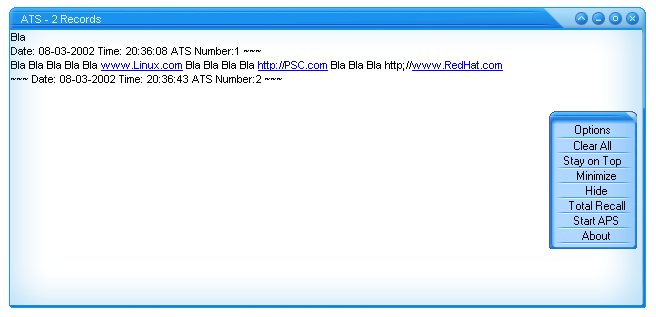 ATS - 2 Records
Bla
Date: 08-03-2002 Time: 20:36:08 ATS Number:1 ~~~
Bla Bla Bla Bla Bla www.Linux.com Bla Bla Bla Bla http://PSC.com Bla Bla Bla http;//www.RedHat.com
~~~ Date: 08-03-2002 Time: 20:36:43 ATS Number:2 ~~~
Options
Clear All
Stay on Top
Minimize
Hide
Total Recall
Start APS
About